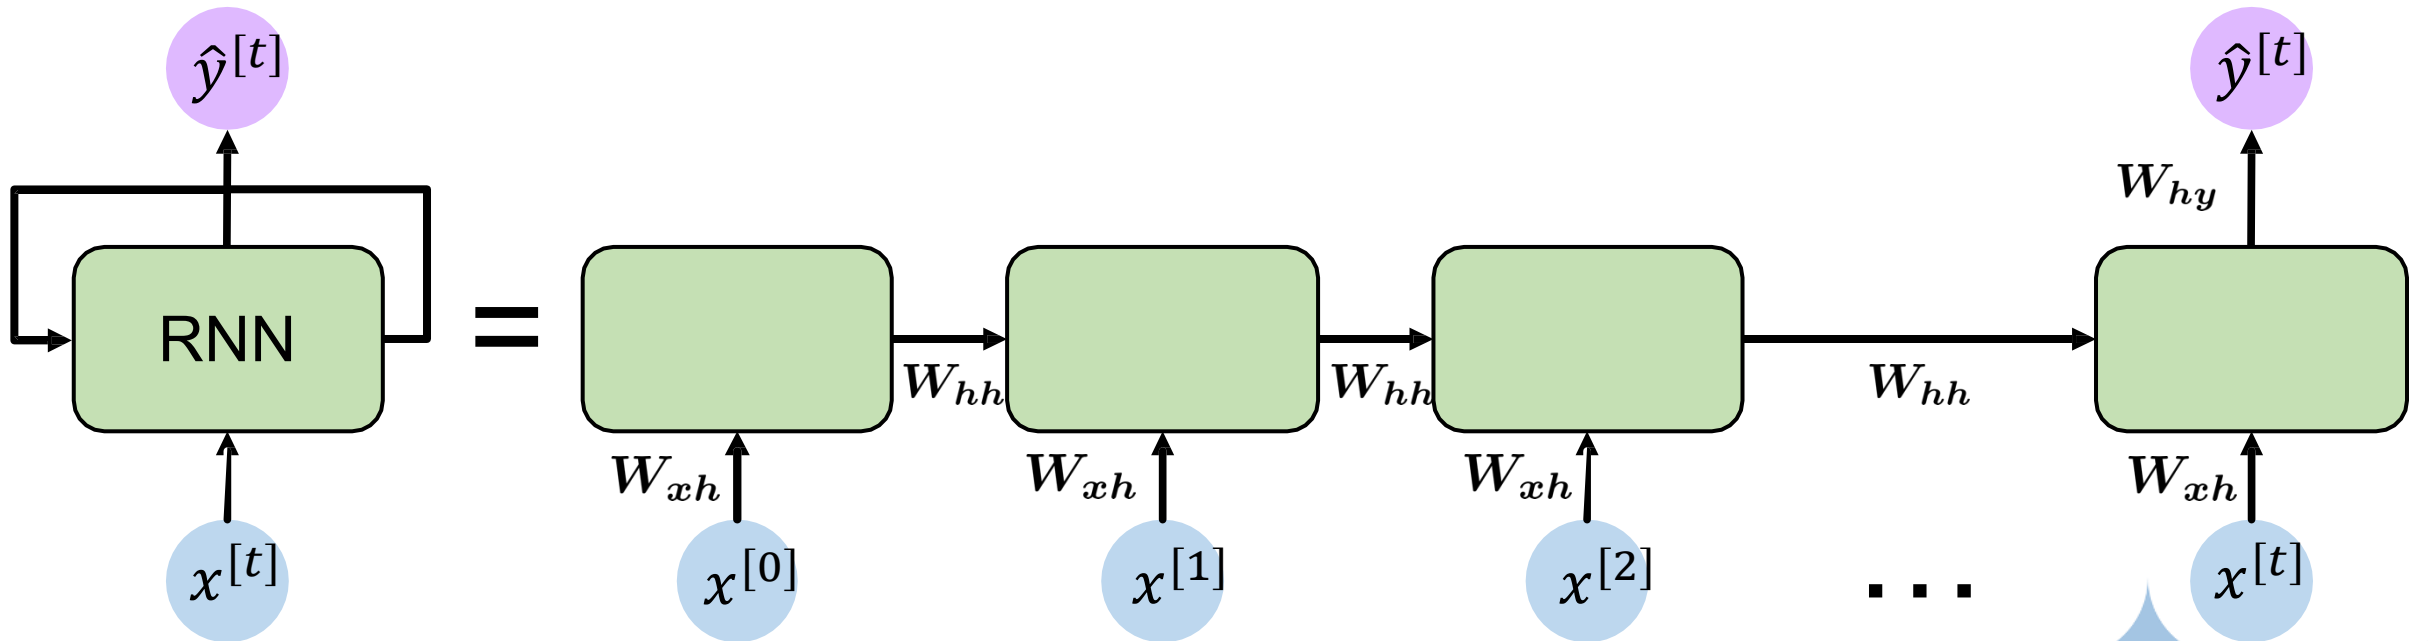 ŷ^[t] ŷ^[t]
W_hy
RNN =
W_hh W_hh W_hh
W_xh W_xh W_xh W_xh
x^[t] x^[0] x^[1] x^[2] ... x^[t]